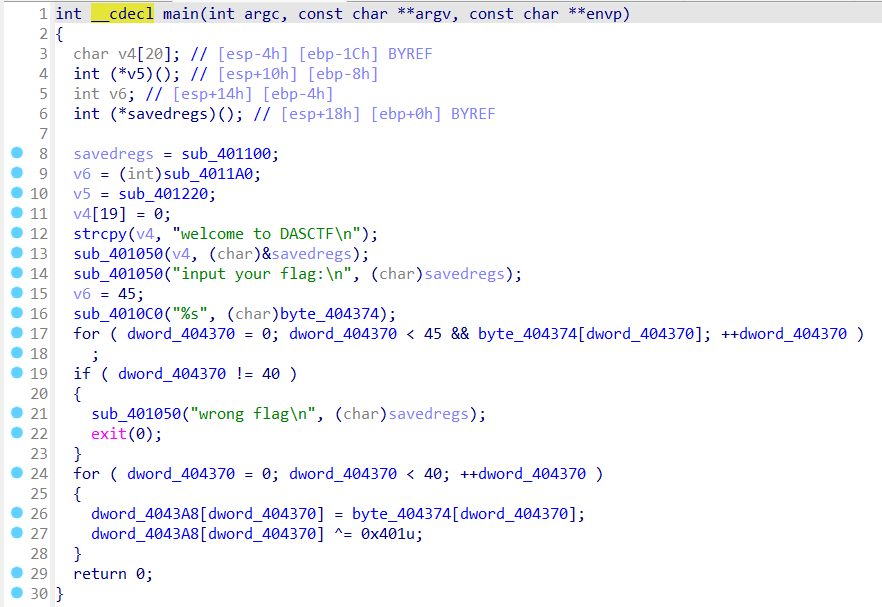 1 int __cdecl main(int argc, const char **argv, const char **envp)
2 {
3 char v4[20]; // [esp-4h] [ebp-1Ch] BYREF
4 int (*v5)(); // [esp+10h] [ebp-8h]
5 int v6; // [esp+14h] [ebp-4h]
6 int (*savedregs)(); // [esp+18h] [ebp+0h] BYREF
7
8 savedregs = sub_401100;
9 v6 = (int)sub_4011A0;
10 v5 = sub_401220;
11 v4[19] = 0;
12 strcpy(v4, "welcome to DASCTF\n");
13 sub_401050(v4, (char)&savedregs);
14 sub_401050("input your flag:\n", (char)savedregs);
15 v6 = 45;
16 sub_4010C0("%s", (char)byte_404374);
17 for ( dword_404370 = 0; dword_404370 < 45 && byte_404374[dword_404370]; ++dword_404370 )
18 ;
19 if ( dword_404370 != 40 )
20 {
21 sub_401050("wrong flag\n", (char)savedregs);
22 exit(0);
23 }
24 for ( dword_404370 = 0; dword_404370 < 40; ++dword_404370 )
25 {
26 dword_4043A8[dword_404370] = byte_404374[dword_404370];
27 dword_4043A8[dword_404370] ^= 0x401u;
28 }
29 return 0;
30 }